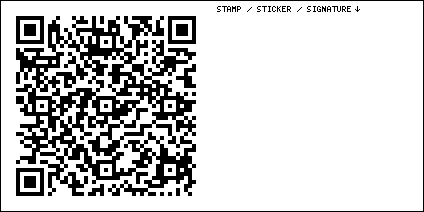 STAMP / STICKER / SIGNATURE ↓